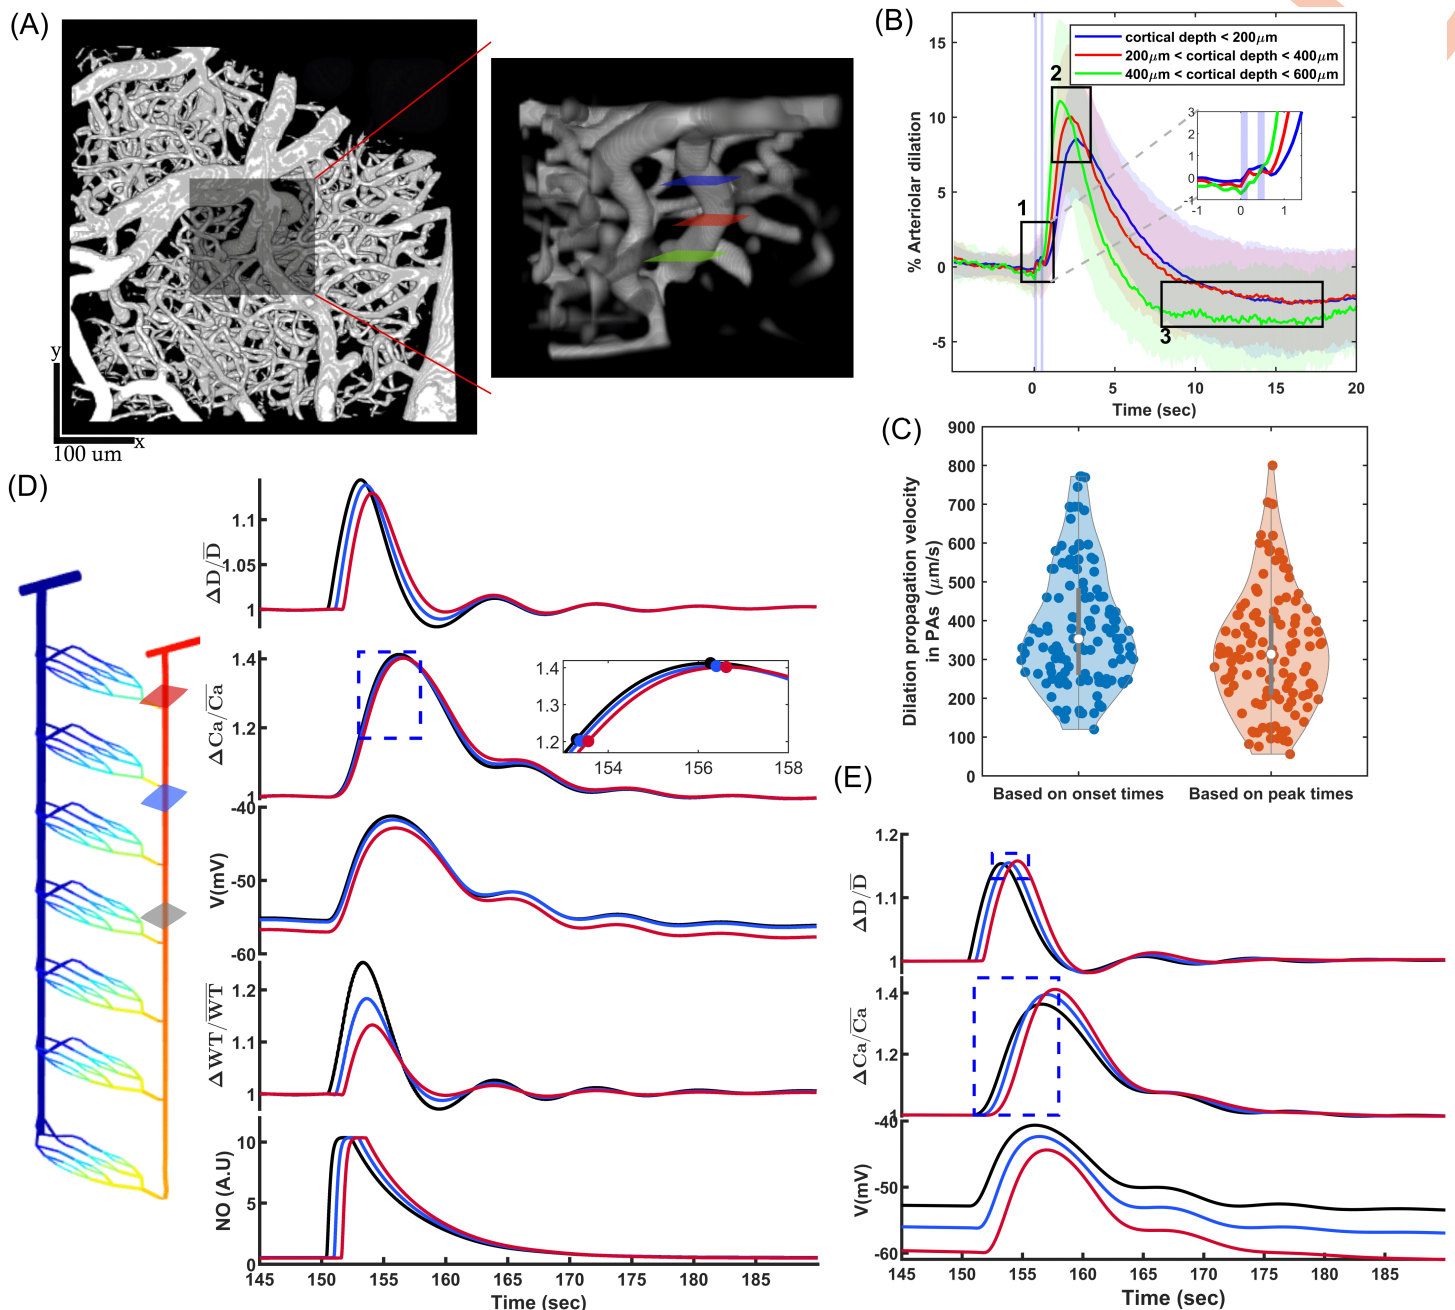 (A)
y
x
100 um
(B)
% Arteriolar dilation
15
10
5
0
-5
cortical depth < 200μm
200μm < cortical depth < 400μm
400μm < cortical depth < 600μm
1
2
3
3
2
1
0
-1
-1 0 1
0 5 10 15 20
Time (sec)
(C)
Dilation propagation velocity
in PAs (μm/s)
900
800
700
600
500
400
300
200
100
0
Based on onset times Based on peak times
(D)
ΔD/D̅
1.1
1.05
1
ΔCa/C̅a̅
1.4
1.2
1
1.4
1.3
1.2
154 156 158
V(mV)
-40
-50
-60
ΔWT/W̅T̅
1.2
1
NO (A.U)
10
5
0
145 150 155 160 165 170 175 180 185
Time (sec)
(E)
ΔD/D̅
1.2
1.1
1
ΔCa/C̅a̅
1.4
1.2
1
V(mV)
-40
-50
-60
145 150 155 160 165 170 175 180 185
Time (sec)